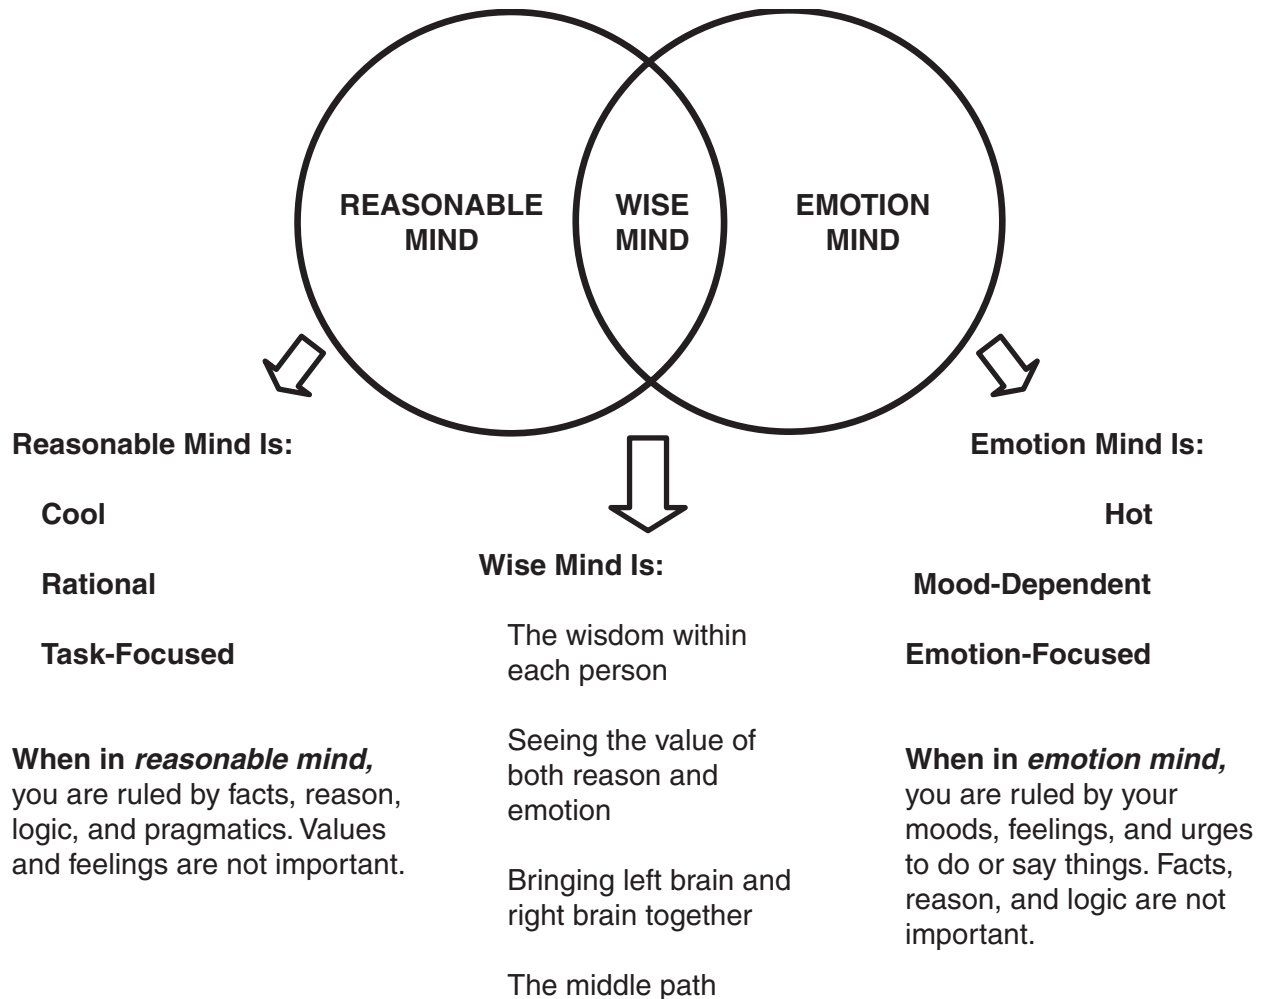 REASONABLE
MIND
WISE
MIND
EMOTION
MIND
Reasonable Mind Is:
Cool
Rational
Task-Focused
When in reasonable mind,
you are ruled by facts, reason,
logic, and pragmatics. Values
and feelings are not important.
Wise Mind Is:
The wisdom within
each person
Seeing the value of
both reason and
emotion
Bringing left brain and
right brain together
The middle path
Emotion Mind Is:
Hot
Mood-Dependent
Emotion-Focused
When in emotion mind,
you are ruled by your
moods, feelings, and urges
to do or say things. Facts,
reason, and logic are not
important.